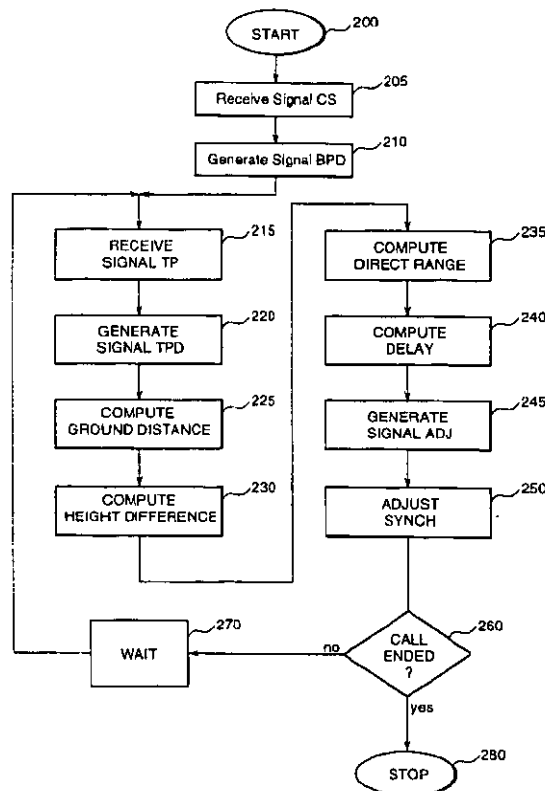 START
200
205
Receive Signal CS
210
Generate Signal BPD
215
RECEIVE
SIGNAL TP
220
GENERATE
SIGNAL TPD
225
COMPUTE
GROUND DISTANCE
230
COMPUTE
HEIGHT DIFFERENCE
235
COMPUTE
DIRECT RANGE
240
COMPUTE
DELAY
245
GENERATE
SIGNAL ADJ
250
ADJUST
SYNCH
260
CALL
ENDED
?
no
270
WAIT
yes
280
STOP